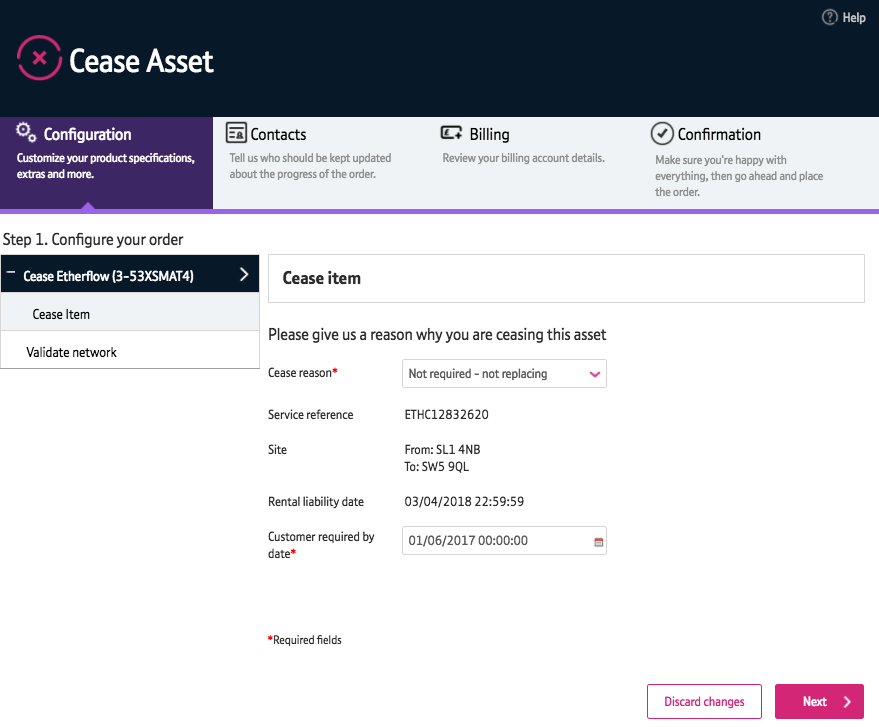 Help
Cease Asset
Configuration
Customize your product specifications,
extras and more.
Contacts
Tell us who should be kept updated
about the progress of the order.
Billing
Review your billing account details.
Confirmation
Make sure you're happy with
everything, then go ahead and place
the order.
Step 1. Configure your order
Cease Etherflow (3-53XSMAT4)
Cease Item
Validate network
Cease item
Please give us a reason why you are ceasing this asset
Cease reason*
Not required - not replacing
Service reference
ETHC12832620
Site
From: SL1 4NB
To: SW5 9QL
Rental liability date
03/04/2018 22:59:59
Customer required by
date*
01/06/2017 00:00:00
*Required fields
Discard changes
Next